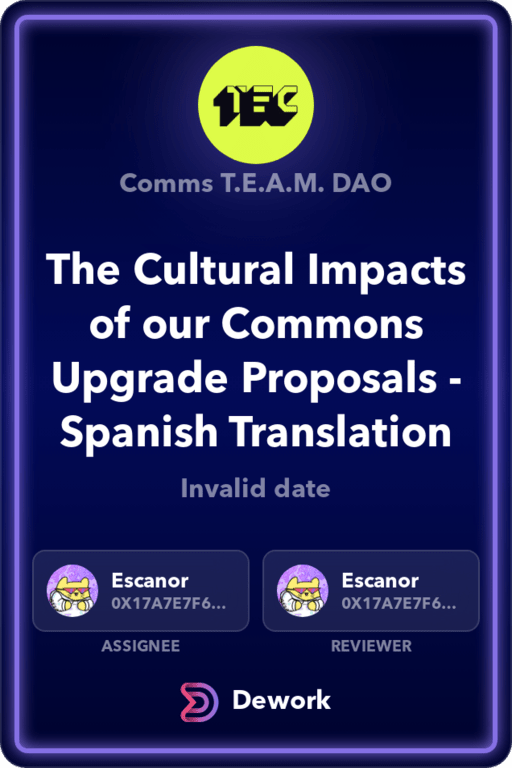 TEC
Comms T.E.A.M. DAO
The Cultural Impacts
of our Commons
Upgrade Proposals -
Spanish Translation
Invalid date
Escanor
0X17A7E7F6...
ASSIGNEE
Escanor
0X17A7E7F6...
REVIEWER
Dework